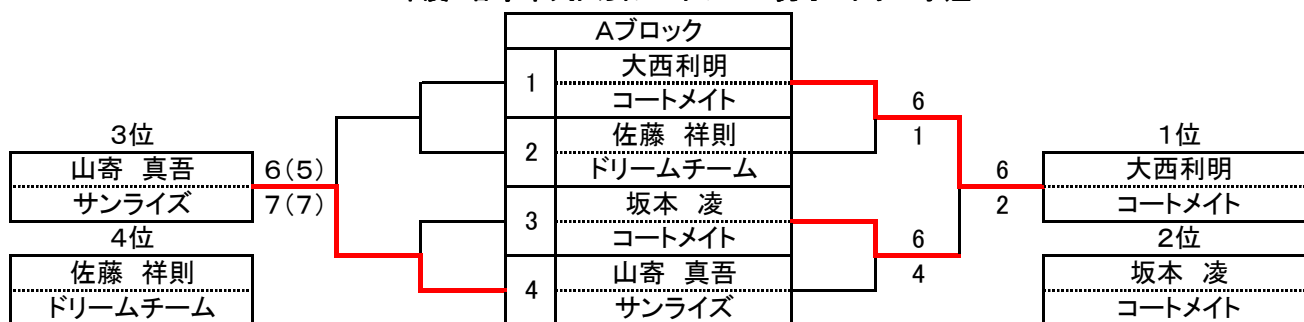 Aブロック
1
大西利明
コートメイト
2
佐藤 祥則
ドリームチーム
3
坂本 凌
コートメイト
4
山寄 真吾
サンライズ
6
1
6
4
6
2
1位
大西利明
コートメイト
2位
坂本 凌
コートメイト
3位
山寄 真吾
サンライズ
6(5)
7(7)
4位
佐藤 祥則
ドリームチーム